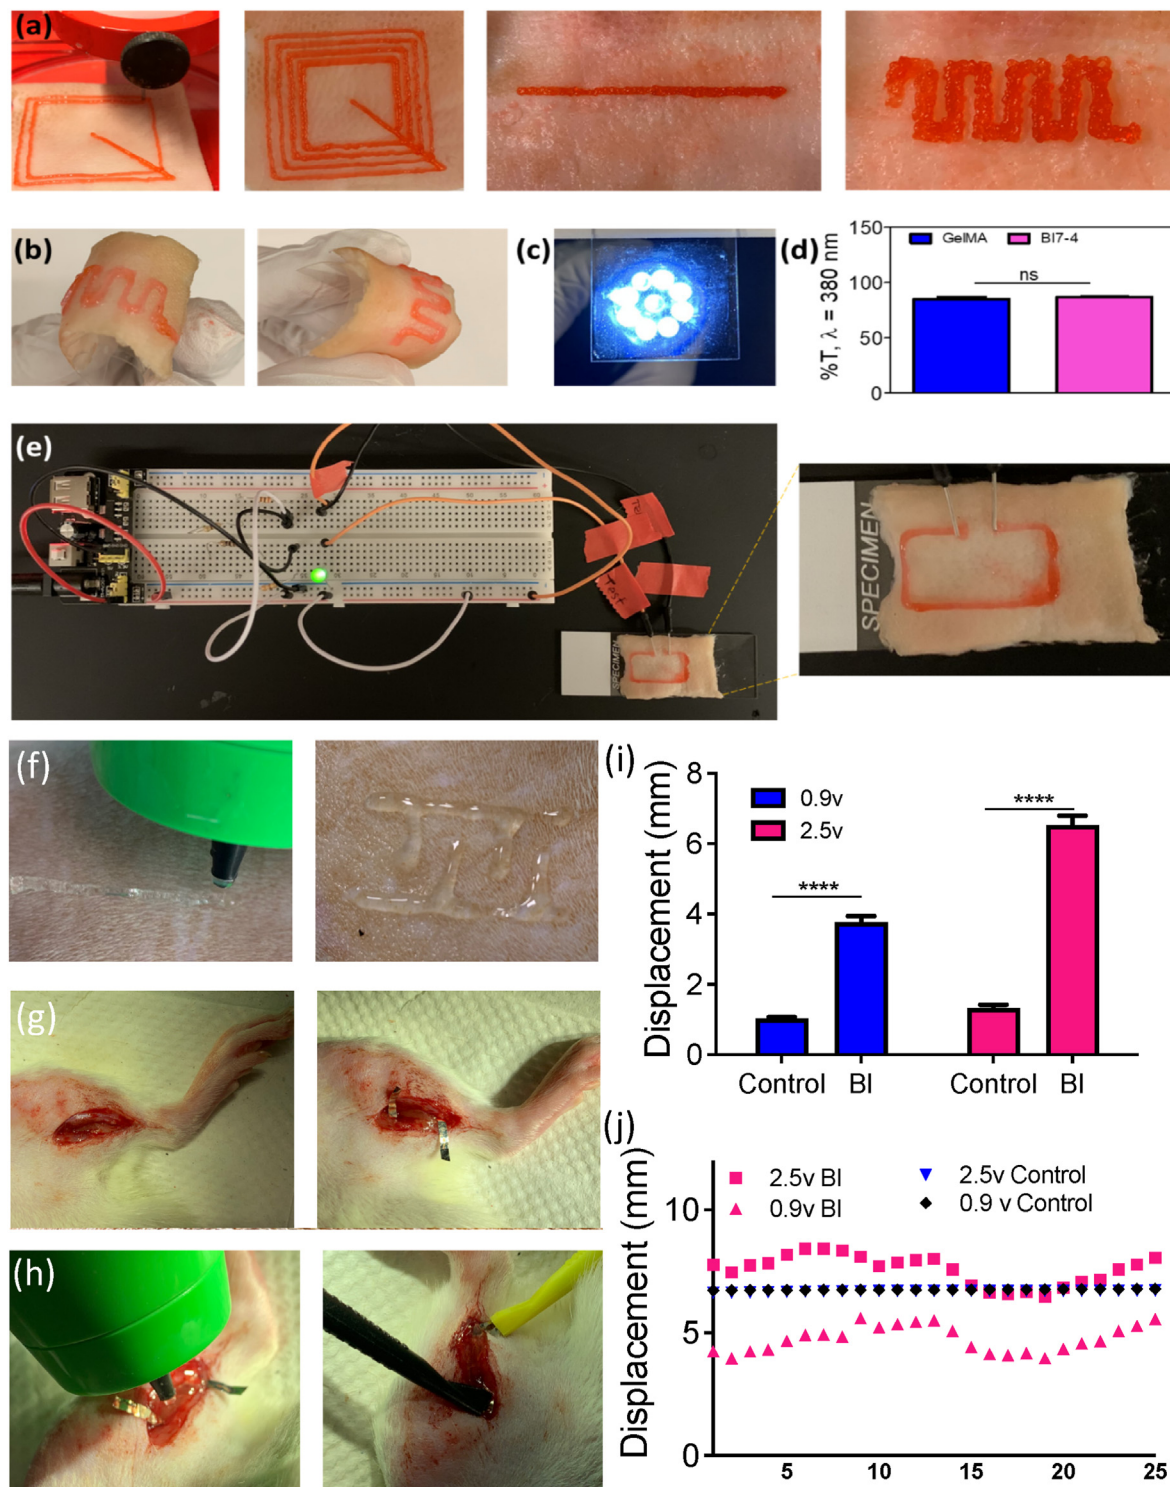 (a)
(b)
(c)
(d)
GelMA
BI7-4
ns
%T, λ = 380 nm
150
100
50
0
(e)
Test
SPECIMEN
SPECIMEN
(f)
(g)
(h)
(i)
0.9v
2.5v
****
****
Displacement (mm)
8
6
4
2
0
Control BI Control BI
(j)
2.5v BI
0.9v BI
2.5v Control
0.9 v Control
Displacement (mm)
10
5
0
5 10 15 20 25